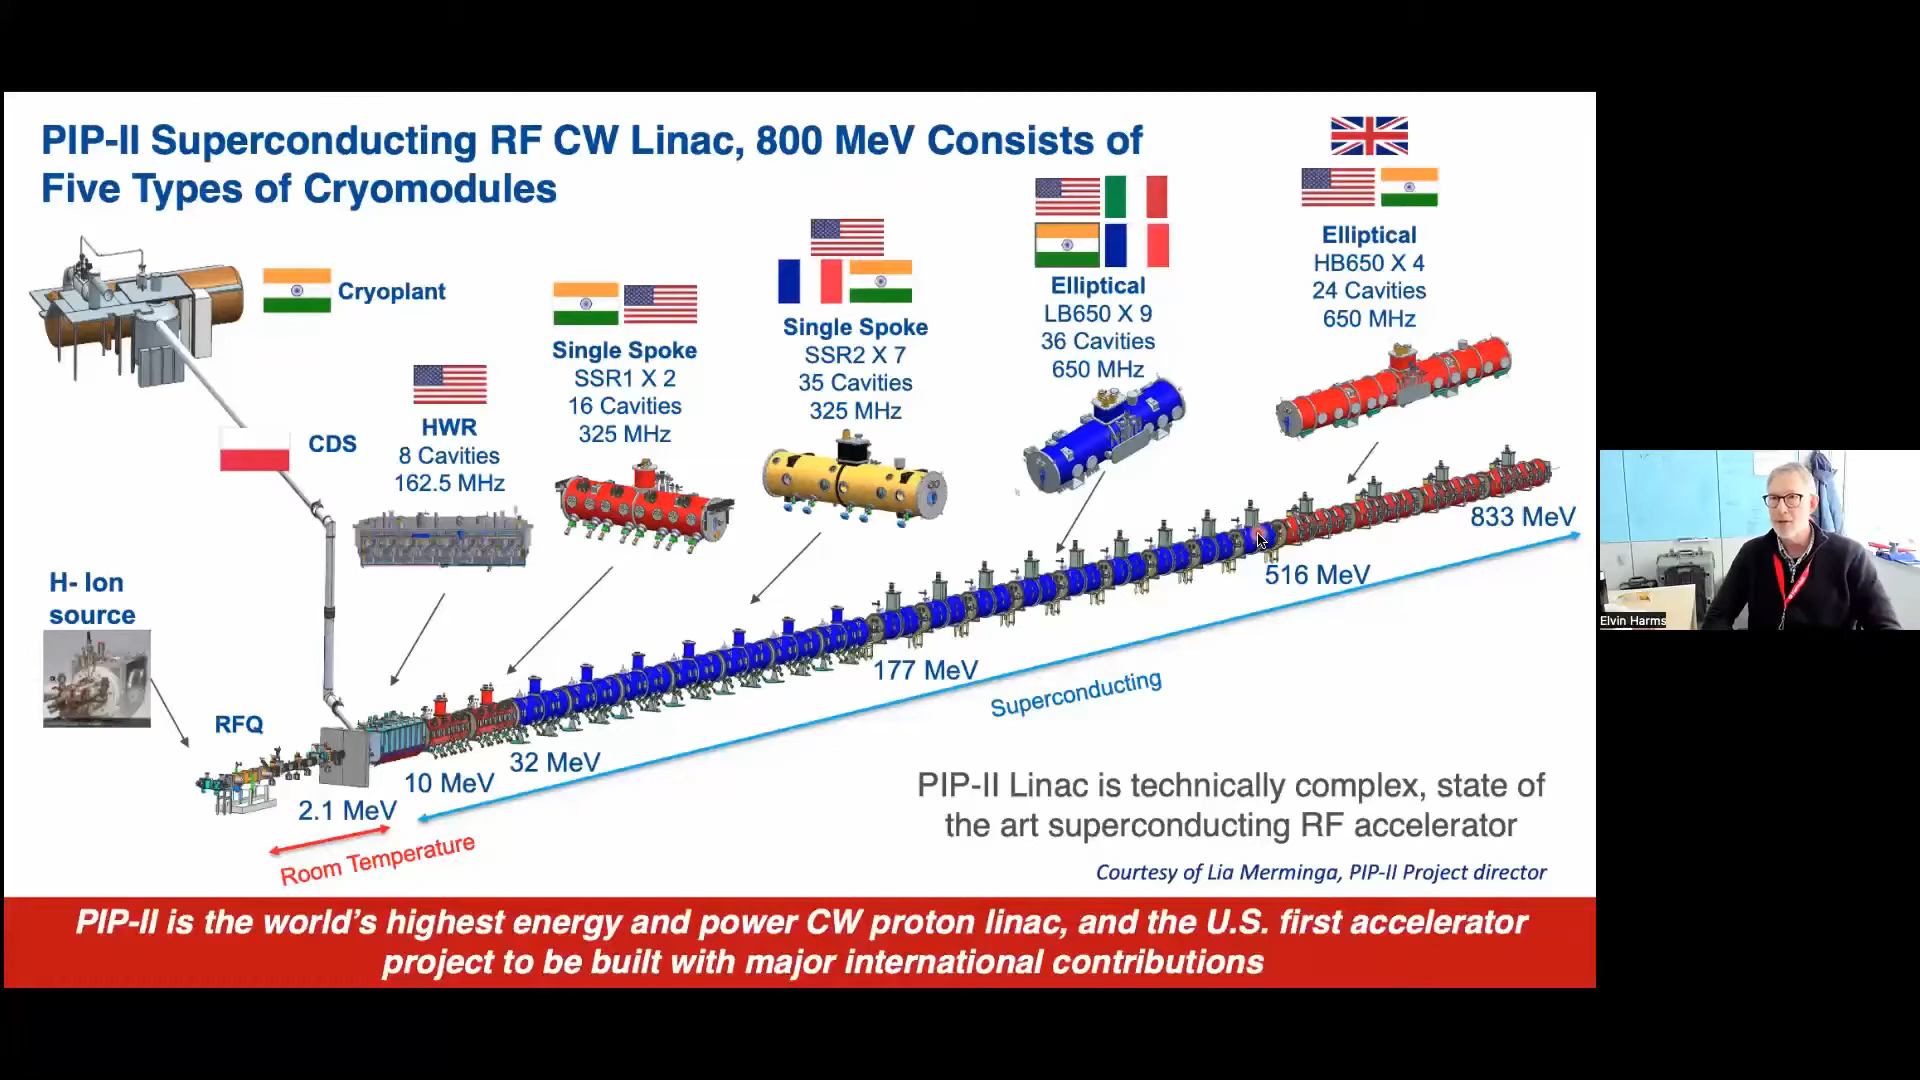 PIP-II Superconducting RF CW Linac, 800 MeV Consists of
Five Types of Cryomodules
Cryoplant
CDS
HWR
8 Cavities
162.5 MHz
Single Spoke
SSR1 X 2
16 Cavities
325 MHz
Single Spoke
SSR2 X 7
35 Cavities
325 MHz
Elliptical
LB650 X 9
36 Cavities
650 MHz
Elliptical
HB650 X 4
24 Cavities
650 MHz
H- Ion
source
RFQ
2.1 MeV
10 MeV
32 MeV
177 MeV
516 MeV
833 MeV
Room Temperature
Superconducting
PIP-II Linac is technically complex, state of
the art superconducting RF accelerator
Courtesy of Lia Merminga, PIP-II Project director
PIP-II is the world's highest energy and power CW proton linac, and the U.S. first accelerator
project to be built with major international contributions
Elvin Harms